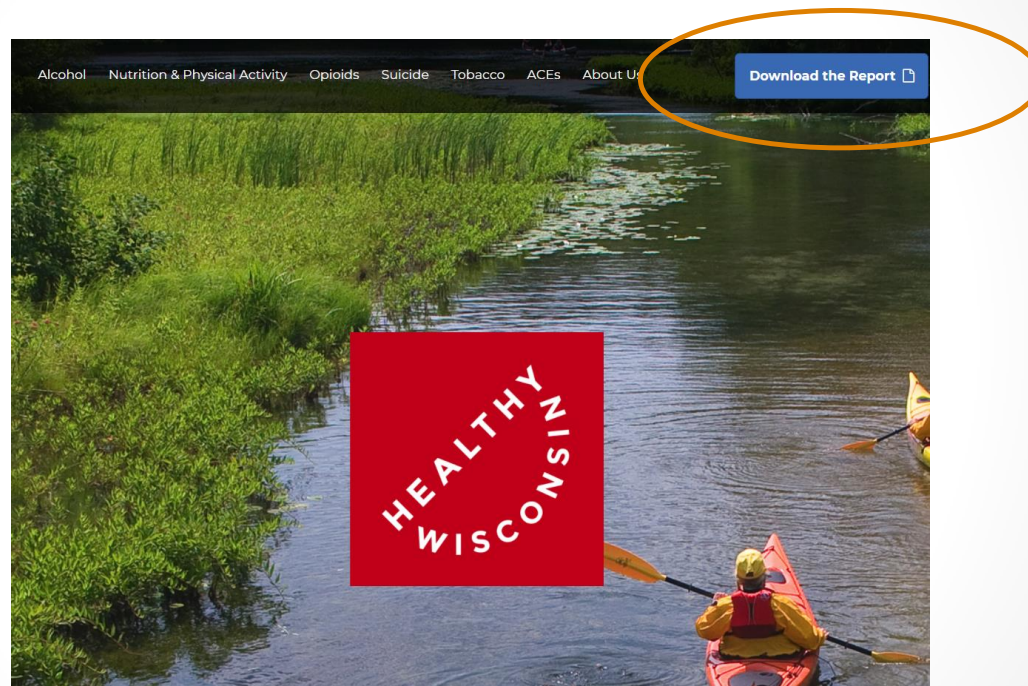 Alcohol Nutrition & Physical Activity Opioids Suicide Tobacco ACEs About Us Download the Report
HEALTHY
WISCONSIN